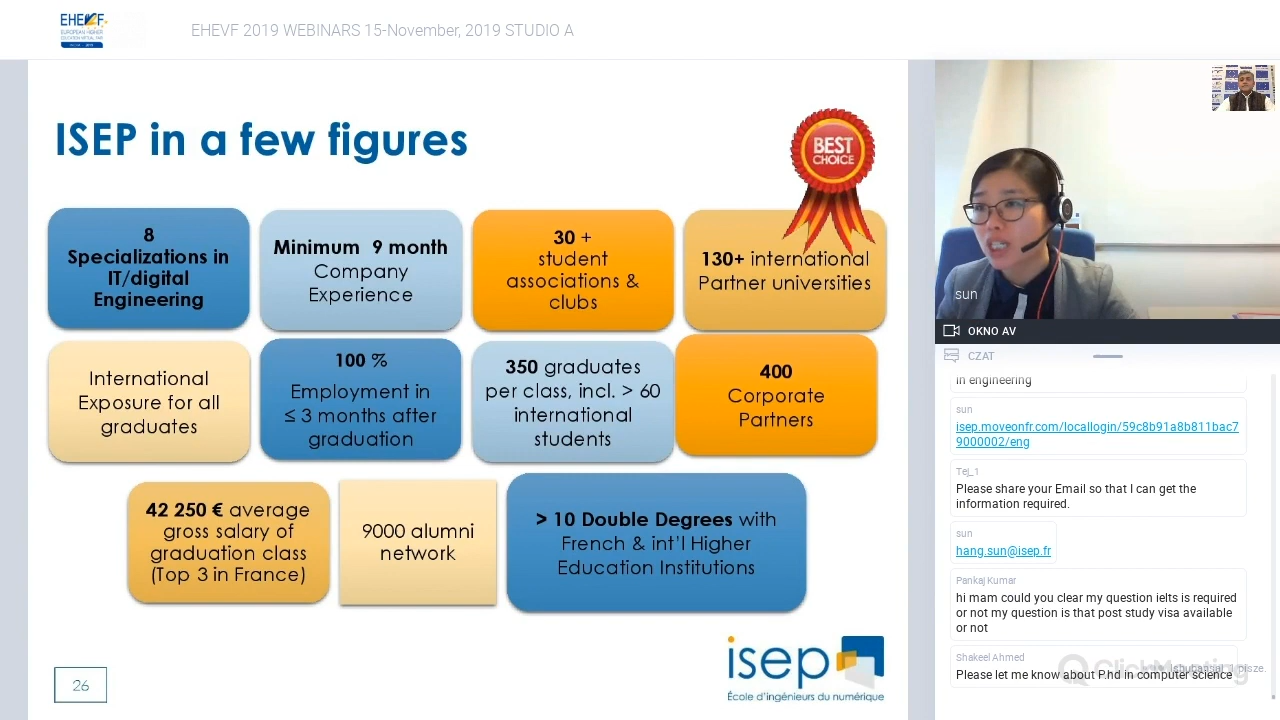 EHEVF
EUROPEAN HIGHER
EDUCATION VIRTUAL FAIR
EHEVF 2019 WEBINARS 15-November, 2019 STUDIO A
ISEP in a few figures
BEST
CHOICE
8
Specializations in
IT/digital
Engineering
Minimum 9 month
Company
Experience
30 +
student
associations &
clubs
130+ international
Partner universities
International
Exposure for all
graduates
100 %
Employment in
≤ 3 months after
graduation
350 graduates
per class, incl. > 60
international
students
400
Corporate
Partners
42 250 € average
gross salary of
graduation class
(Top 3 in France)
9000 alumni
network
> 10 Double Degrees with
French & int'l Higher
Education Institutions
26
isep
École d'ingénieurs du numérique
sun
OKNO AV
CZAT
in engineering
sun
isep.moveonfr.com/locallogin/59c8b91a8b811bac7
9000002/eng
Tej_1
Please share your Email so that I can get the
information required.
sun
hang.sun@isep.fr
Pankaj Kumar
hi mam could you clear my question ielts is required
or not my question is that post study visa available
or not
Shakeel Ahmed
Please let me know about P.hd in computer science
ClickMeeting
pisze.